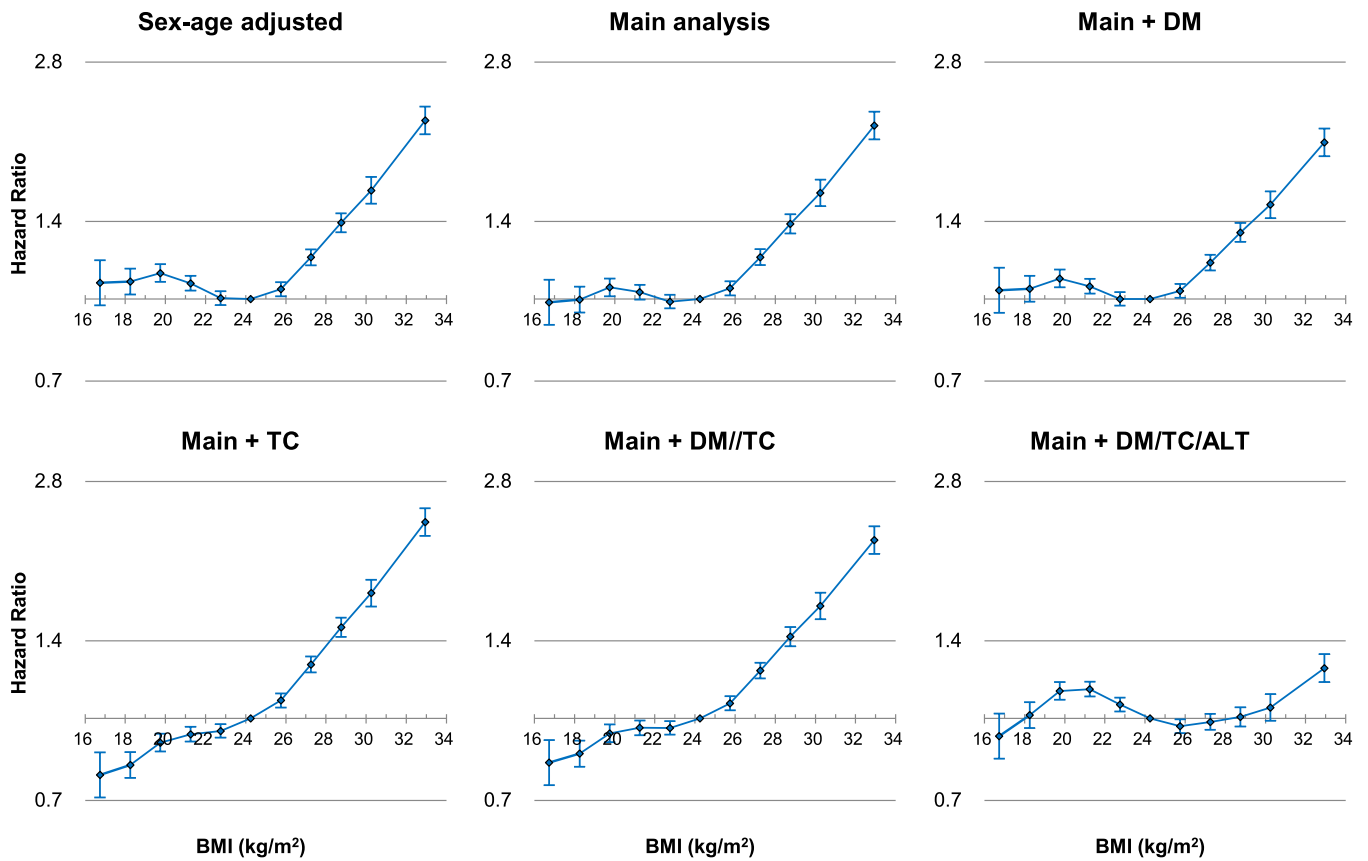 Sex-age adjusted
Main analysis
Main + DM
Hazard Ratio
2.8
1.4
0.7
16 18 20 22 24 26 28 30 32 34
2.8
1.4
0.7
16 18 20 22 24 26 28 30 32 34
2.8
1.4
0.7
16 18 20 22 24 26 28 30 32 34
Main + TC
Main + DM//TC
Main + DM/TC/ALT
Hazard Ratio
2.8
1.4
0.7
16 18 20 22 24 26 28 30 32 34
2.8
1.4
0.7
16 18 20 22 24 26 28 30 32 34
2.8
1.4
0.7
16 18 20 22 24 26 28 30 32 34
BMI (kg/m²)
BMI (kg/m²)
BMI (kg/m²)